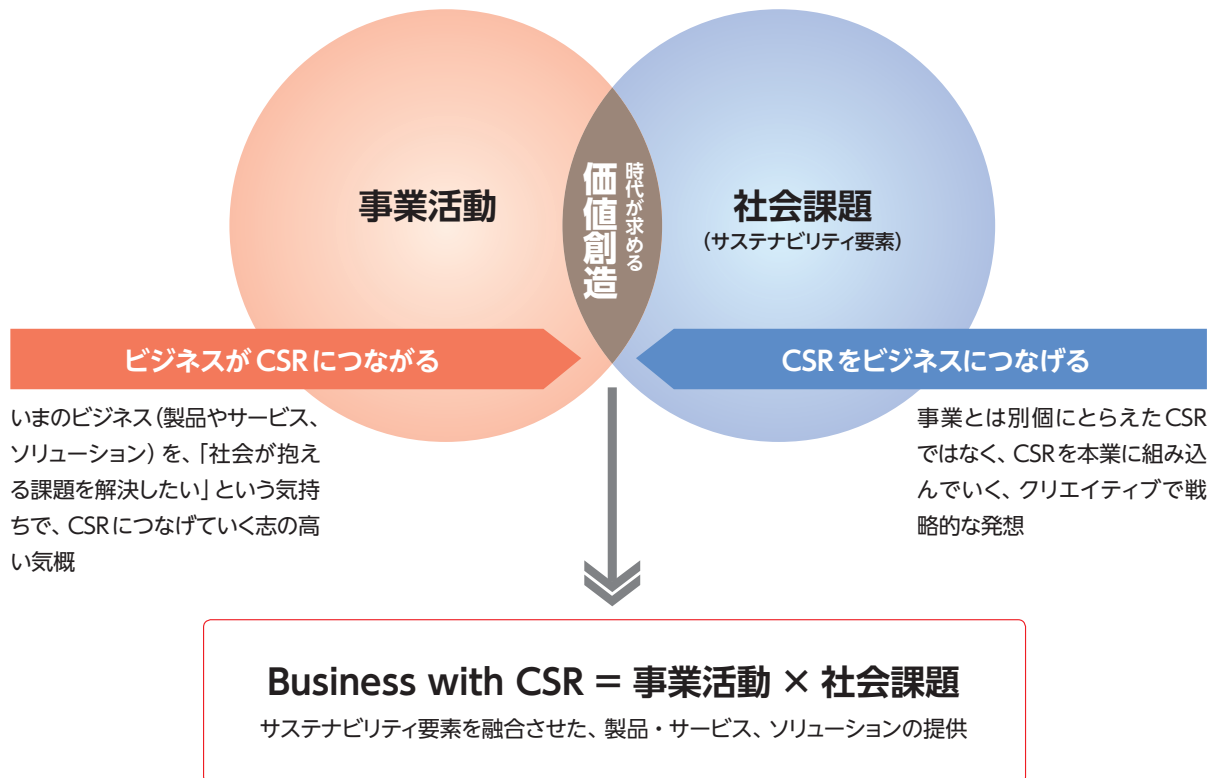 事業活動
時代が求める
価値創造
社会課題
（サステナビリティ要素）
ビジネスがCSRにつながる
CSRをビジネスにつなげる
いまのビジネス（製品やサービス、
ソリューション）を、「社会が抱え
る課題を解決したい」という気持
ちで、CSRにつなげていく志の高
い気概
事業とは別個にとらえたCSR
ではなく、CSRを本業に組み込
んでいく、クリエイティブで戦
略的な発想
Business with CSR = 事業活動 × 社会課題
サステナビリティ要素を融合させた、製品・サービス、ソリューションの提供